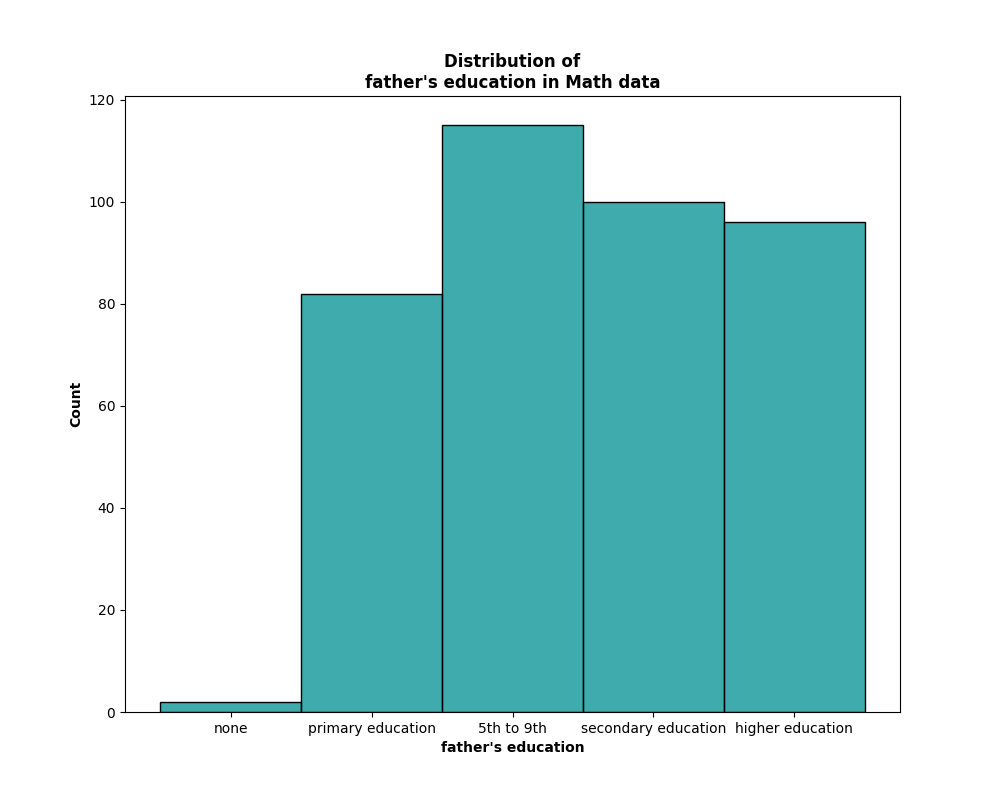 Distribution of
father's education in Math data
120
100
80
60
40
20
0
Count
none
primary education
5th to 9th
secondary education
higher education
father's education